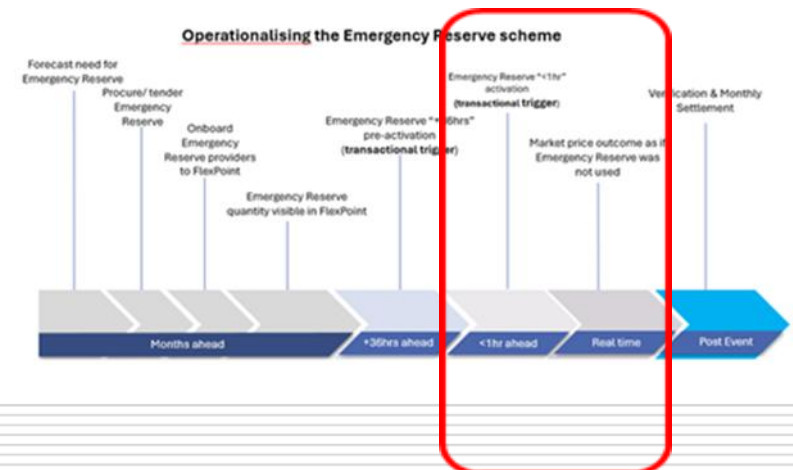 Operationalising the Emergency Reserve scheme
Forecast need for
Emergency Reserve
Procure/ tender
Emergency
Reserve
Onboard
Emergency
Reserve providers
to FlexPoint
Emergency Reserve
quantity visible in FlexPoint
Emergency Reserve "+36hrs"
pre-activation
(transactional trigger)
Emergency Reserve "<1hr"
activation
(transactional trigger)
Market price outcome as if
Emergency Reserve was
not used
Verification & Monthly
Settlement
Months ahead
+36hrs ahead
<1hr ahead
Real time
Post Event